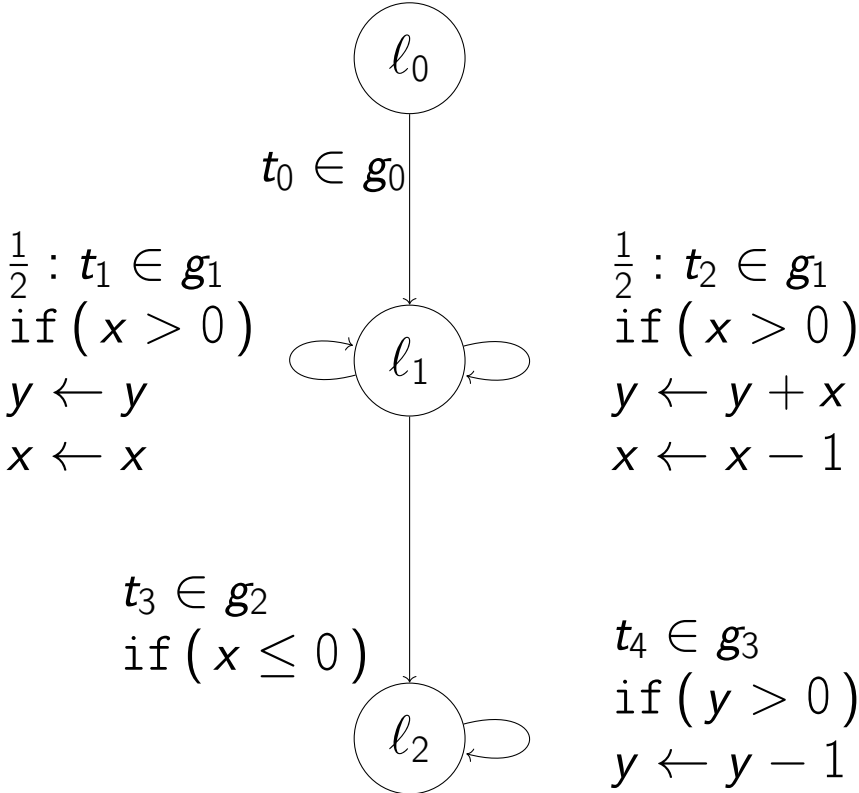 ℓ₀
t₀ ∈ g₀
½ : t₁ ∈ g₁
if ( x > 0 )
y ← y
x ← x
ℓ₁
½ : t₂ ∈ g₁
if ( x > 0 )
y ← y + x
x ← x − 1
t₃ ∈ g₂
if ( x ≤ 0 )
ℓ₂
t₄ ∈ g₃
if ( y > 0 )
y ← y − 1